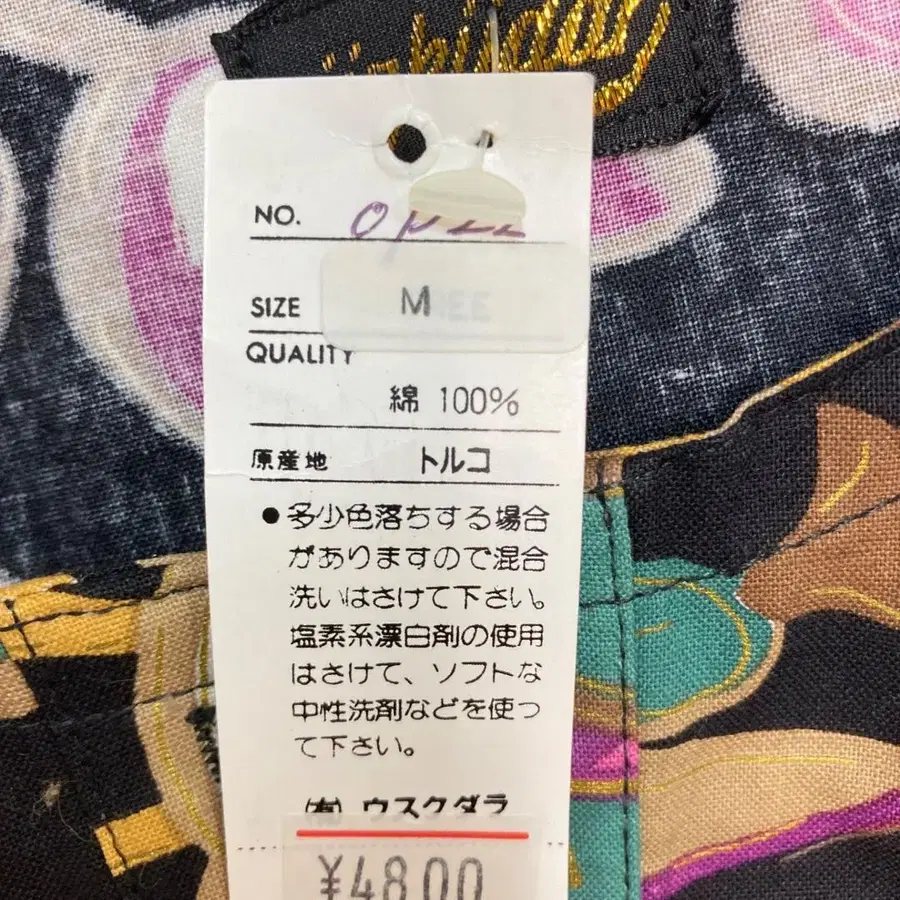 NO.
SIZE M
QUALITY
綿 100%
原産地 トルコ
●多少色落ちする場合
がありますので混合
洗いはさけて下さい。
塩素系漂白剤の使用
はさけて、ソフトな
中性洗剤などを使っ
て下さい。
(有) ウスクダラ
¥4800